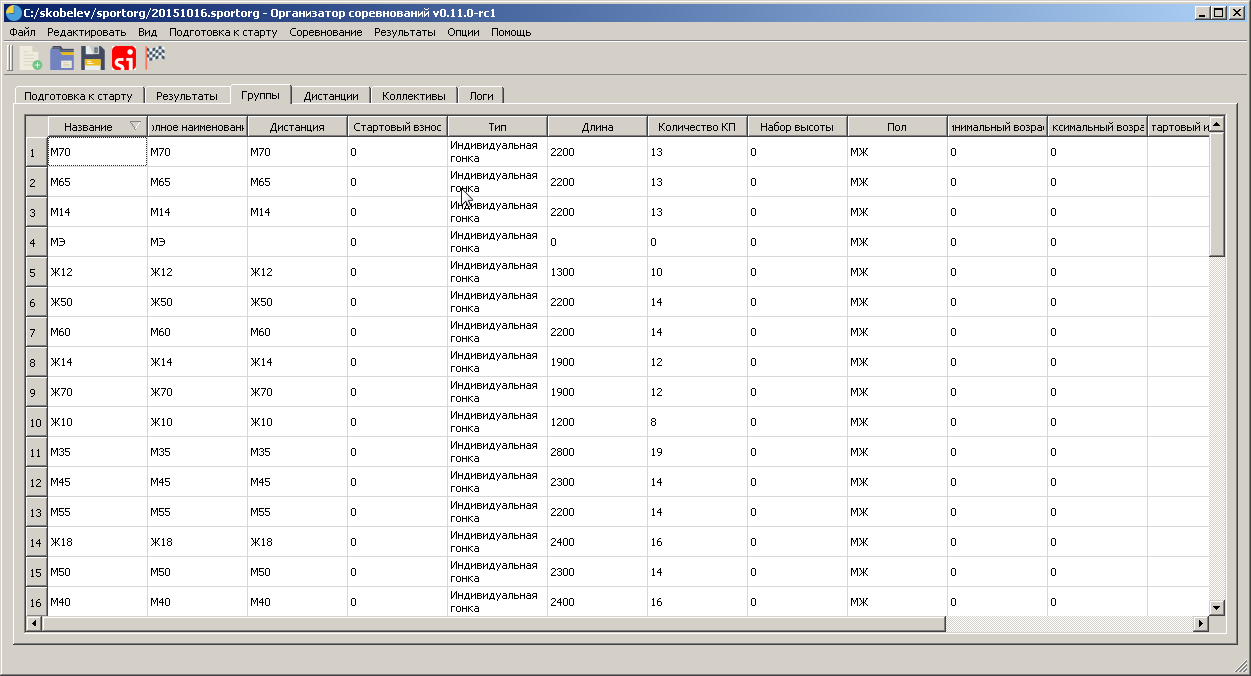 C:/skobelev/sportorg/20151016.sportorg - Организатор соревнований v0.11.0-rc1
Файл Редактировать Вид Подготовка к старту Соревнование Результаты Опции Помощь
si
Подготовка к старту Результаты Группы Дистанции Коллективы Логи
Название олное наименовани Дистанция Стартовый взнос Тип Длина Количество КП Набор высоты Пол нимальный возрас ксимальный возра тартовый и
1 М70 М70 М70 0 Индивидуальная гонка 2200 13 0 МЖ 0 0
2 М65 М65 М65 0 Индивидуальная гонка 2200 13 0 МЖ 0 0
3 М14 М14 М14 0 Индивидуальная гонка 2200 13 0 МЖ 0 0
4 МЭ МЭ 0 Индивидуальная гонка 0 0 0 МЖ 0 0
5 Ж12 Ж12 Ж12 0 Индивидуальная гонка 1300 10 0 МЖ 0 0
6 Ж50 Ж50 Ж50 0 Индивидуальная гонка 2200 14 0 МЖ 0 0
7 М60 М60 М60 0 Индивидуальная гонка 2200 14 0 МЖ 0 0
8 Ж14 Ж14 Ж14 0 Индивидуальная гонка 1900 12 0 МЖ 0 0
9 Ж70 Ж70 Ж70 0 Индивидуальная гонка 1900 12 0 МЖ 0 0
10 Ж10 Ж10 Ж10 0 Индивидуальная гонка 1200 8 0 МЖ 0 0
11 М35 М35 М35 0 Индивидуальная гонка 2800 19 0 МЖ 0 0
12 М45 М45 М45 0 Индивидуальная гонка 2300 14 0 МЖ 0 0
13 М55 М55 М55 0 Индивидуальная гонка 2200 14 0 МЖ 0 0
14 Ж18 Ж18 Ж18 0 Индивидуальная гонка 2400 16 0 МЖ 0 0
15 М50 М50 М50 0 Индивидуальная гонка 2300 14 0 МЖ 0 0
16 М40 М40 М40 0 Индивидуальная гонка 2400 16 0 МЖ 0 0